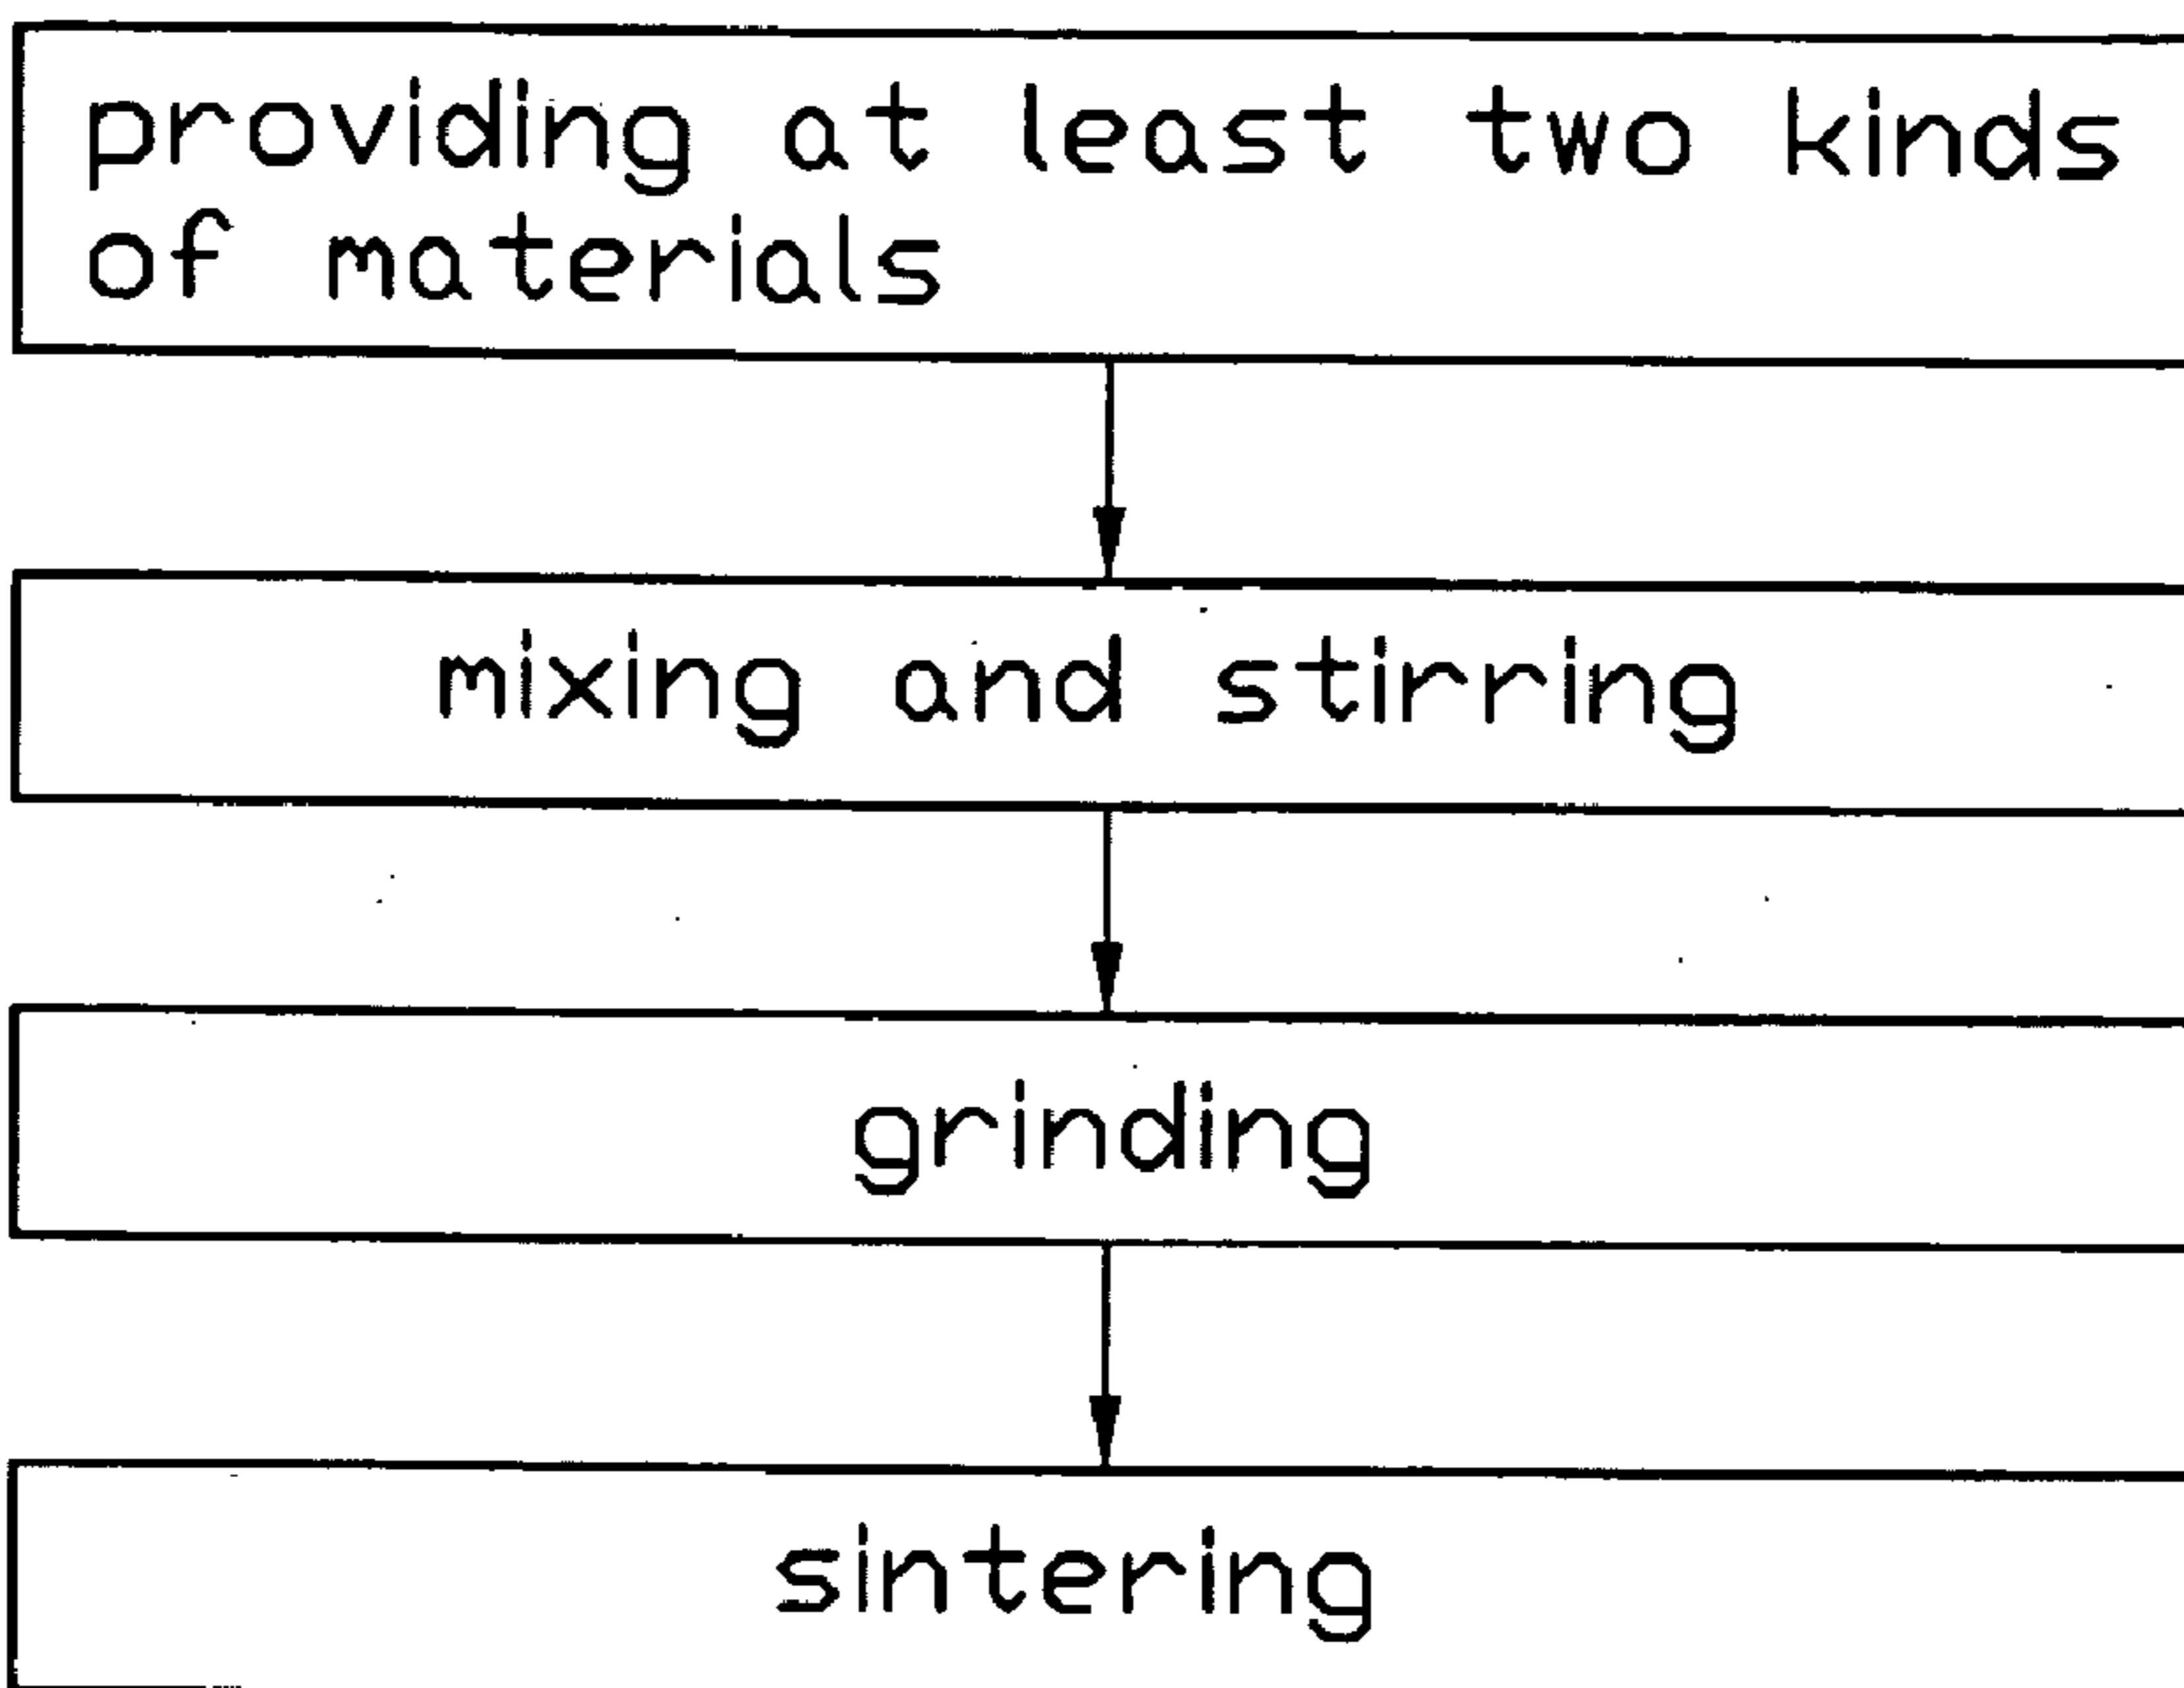 providing at least two kinds
of materials
mixing and stirring
grinding
sintering